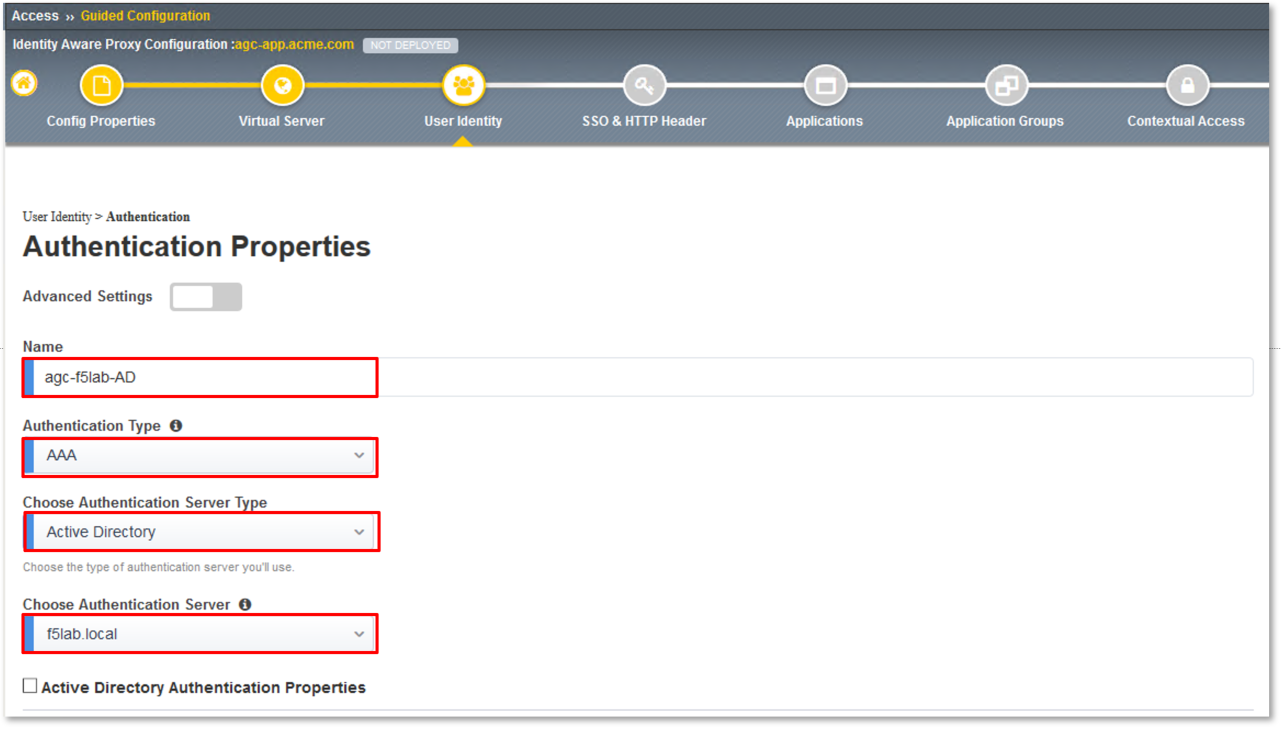 Access ›› Guided Configuration
Identity Aware Proxy Configuration :agc-app.acme.com NOT DEPLOYED
Config Properties Virtual Server User Identity SSO & HTTP Header Applications Application Groups Contextual Access
User Identity > Authentication
Authentication Properties
Advanced Settings
Name
agc-f5lab-AD
Authentication Type
AAA
Choose Authentication Server Type
Active Directory
Choose the type of authentication server you'll use.
Choose Authentication Server
f5lab.local
Active Directory Authentication Properties